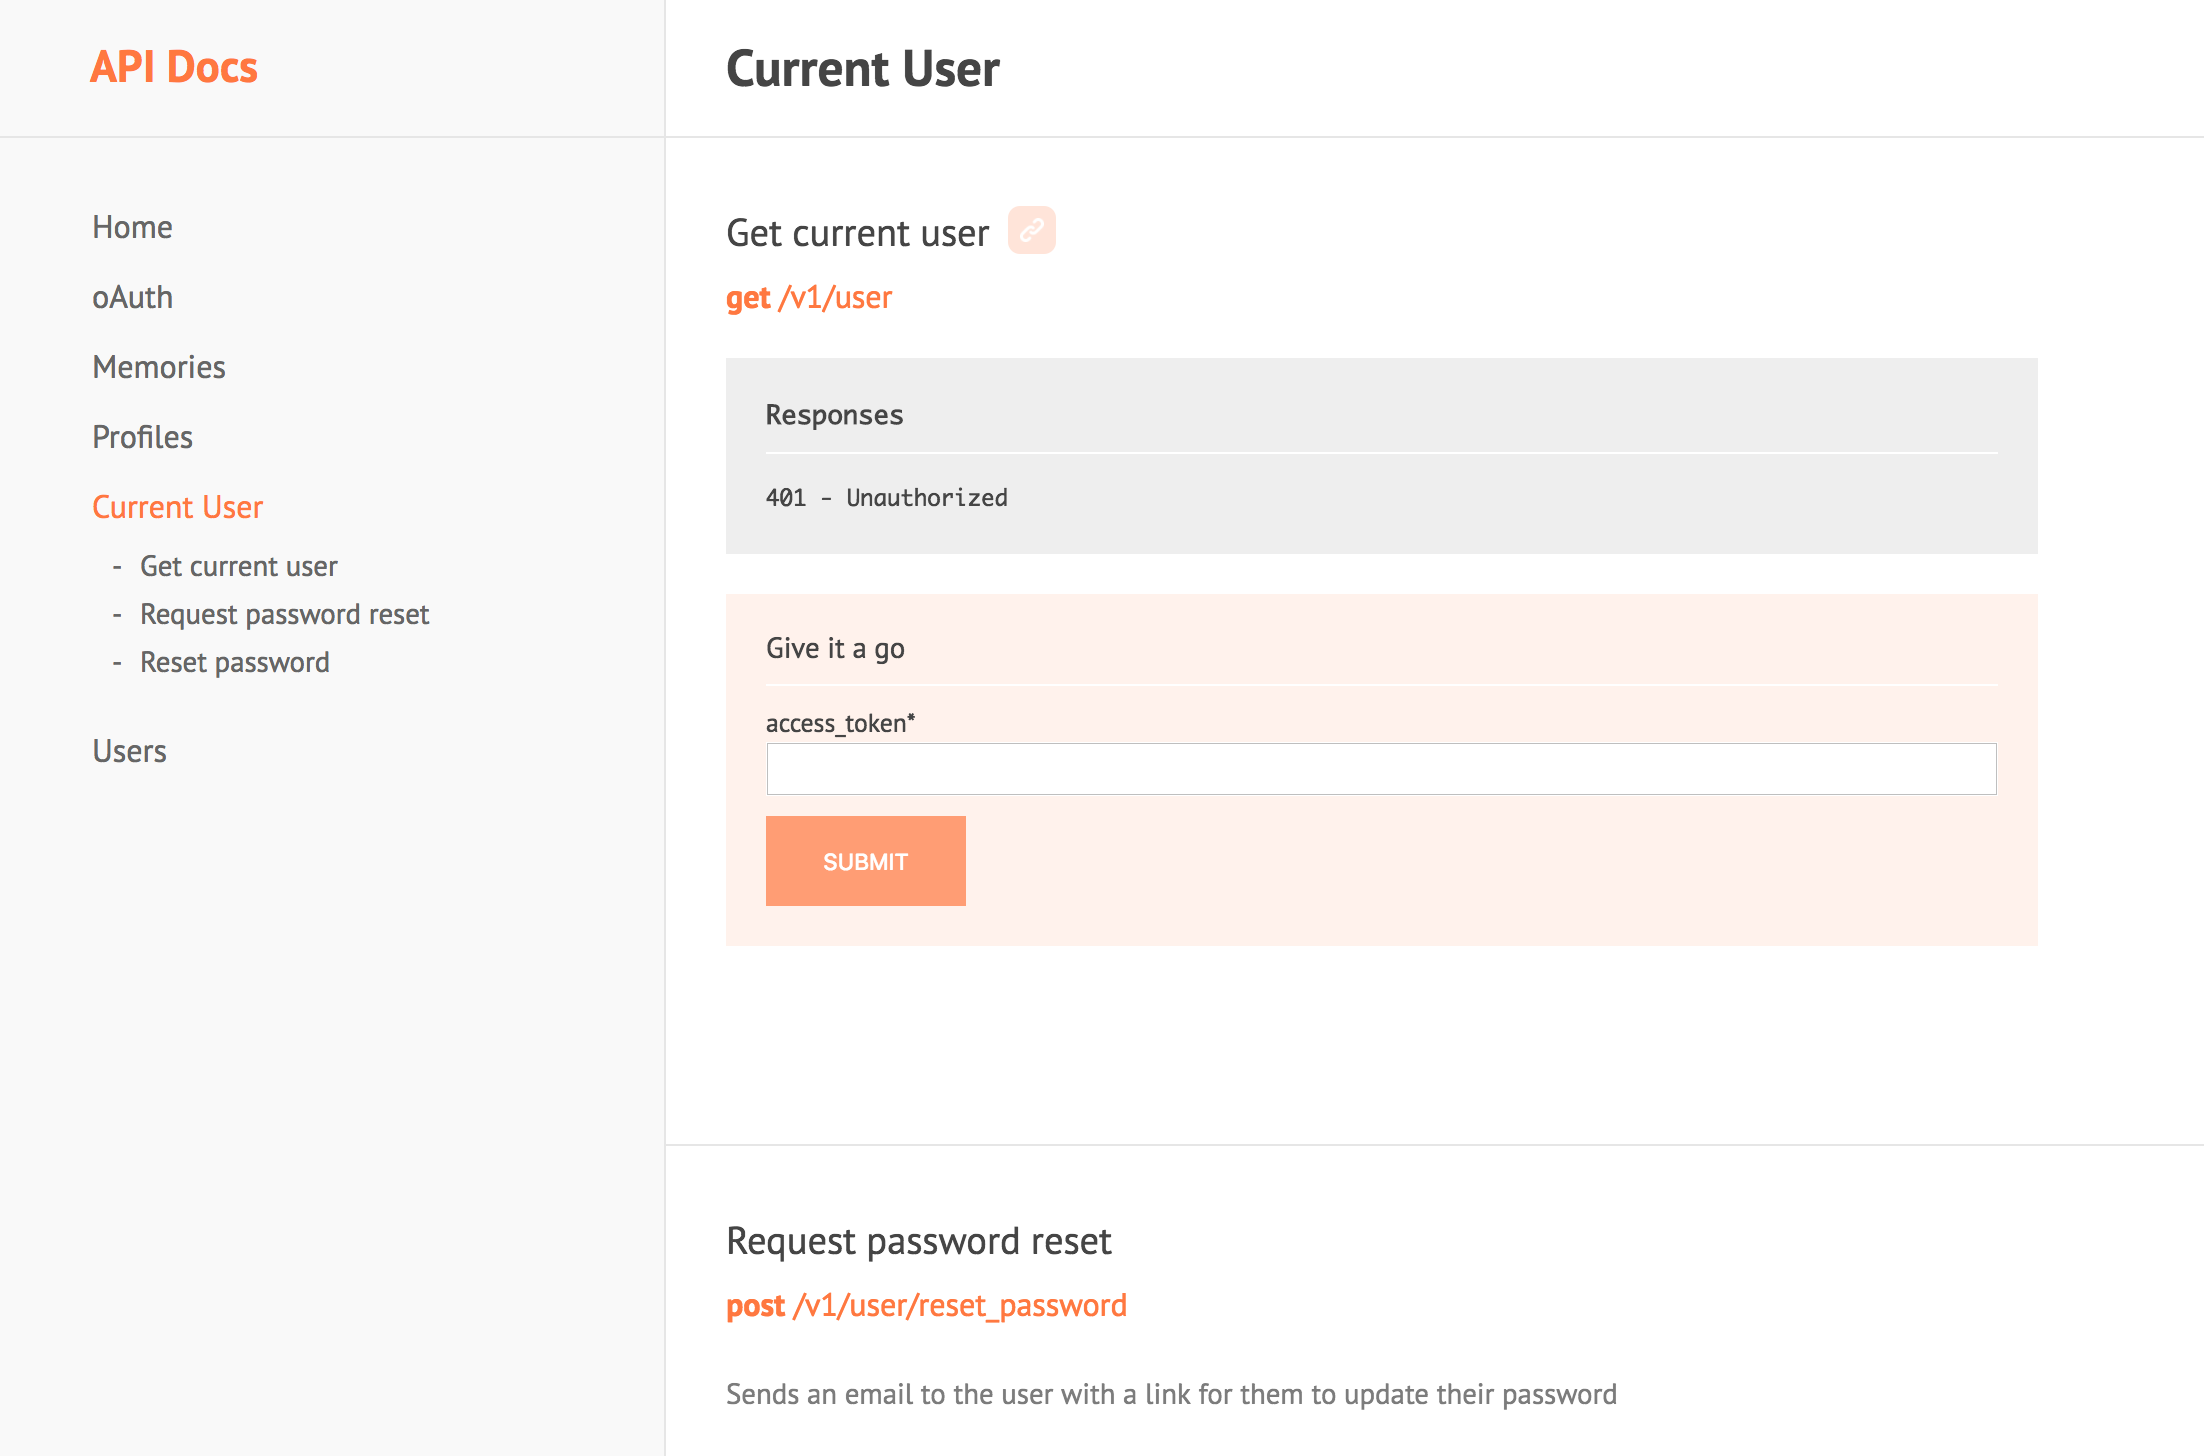 API Docs
Home
oAuth
Memories
Profiles
Current User
- Get current user
- Request password reset
- Reset password
Users
Current User
Get current user
get /v1/user
Responses
401 - Unauthorized
Give it a go
access_token*
SUBMIT
Request password reset
post /v1/user/reset_password
Sends an email to the user with a link for them to update their password